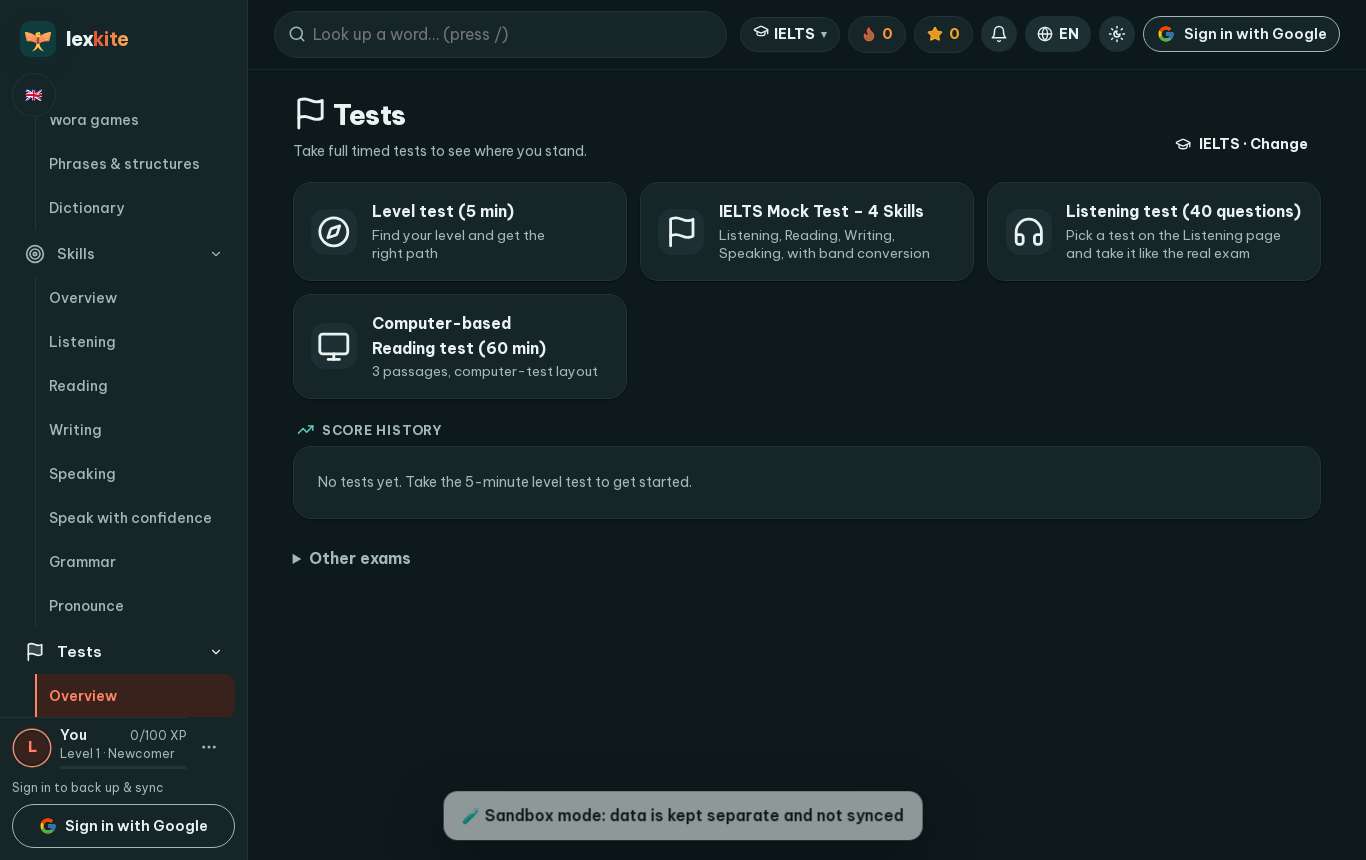 lexkite
Word games
Phrases & structures
Dictionary
Skills
Overview
Listening
Reading
Writing
Speaking
Speak with confidence
Grammar
Pronounce
Tests
Overview
L
You
0/100 XP
Level 1 · Newcomer
Sign in to back up & sync
Sign in with Google
Look up a word... (press /)
IELTS ▾
0
0
EN
Sign in with Google
Tests
Take full timed tests to see where you stand.
IELTS · Change
Level test (5 min)
Find your level and get the
right path
IELTS Mock Test – 4 Skills
Listening, Reading, Writing,
Speaking, with band conversion
Listening test (40 questions)
Pick a test on the Listening page
and take it like the real exam
Computer-based
Reading test (60 min)
3 passages, computer-test layout
SCORE HISTORY
No tests yet. Take the 5-minute level test to get started.
Other exams
Sandbox mode: data is kept separate and not synced